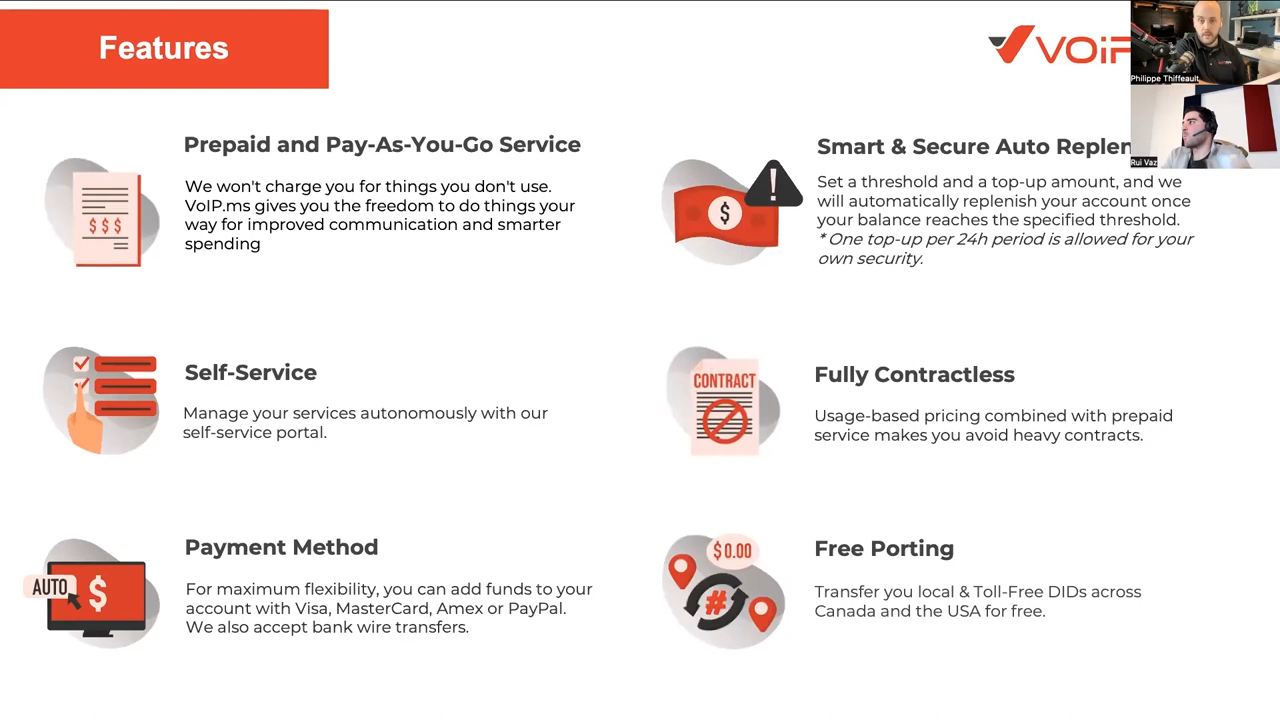 Features
VOiP
Philippe Thiffeault
Rui Vaz
Prepaid and Pay-As-You-Go Service
We won't charge you for things you don't use.
VoIP.ms gives you the freedom to do things your
way for improved communication and smarter
spending
$ $ $
Smart & Secure Auto Replen
Set a threshold and a top-up amount, and we
will automatically replenish your account once
your balance reaches the specified threshold.
* One top-up per 24h period is allowed for your
own security.
$
!
Self-Service
Manage your services autonomously with our
self-service portal.
CONTRACT
Fully Contractless
Usage-based pricing combined with prepaid
service makes you avoid heavy contracts.
AUTO
$
Payment Method
For maximum flexibility, you can add funds to your
account with Visa, MasterCard, Amex or PayPal.
We also accept bank wire transfers.
$0.00
#
Free Porting
Transfer you local & Toll-Free DIDs across
Canada and the USA for free.